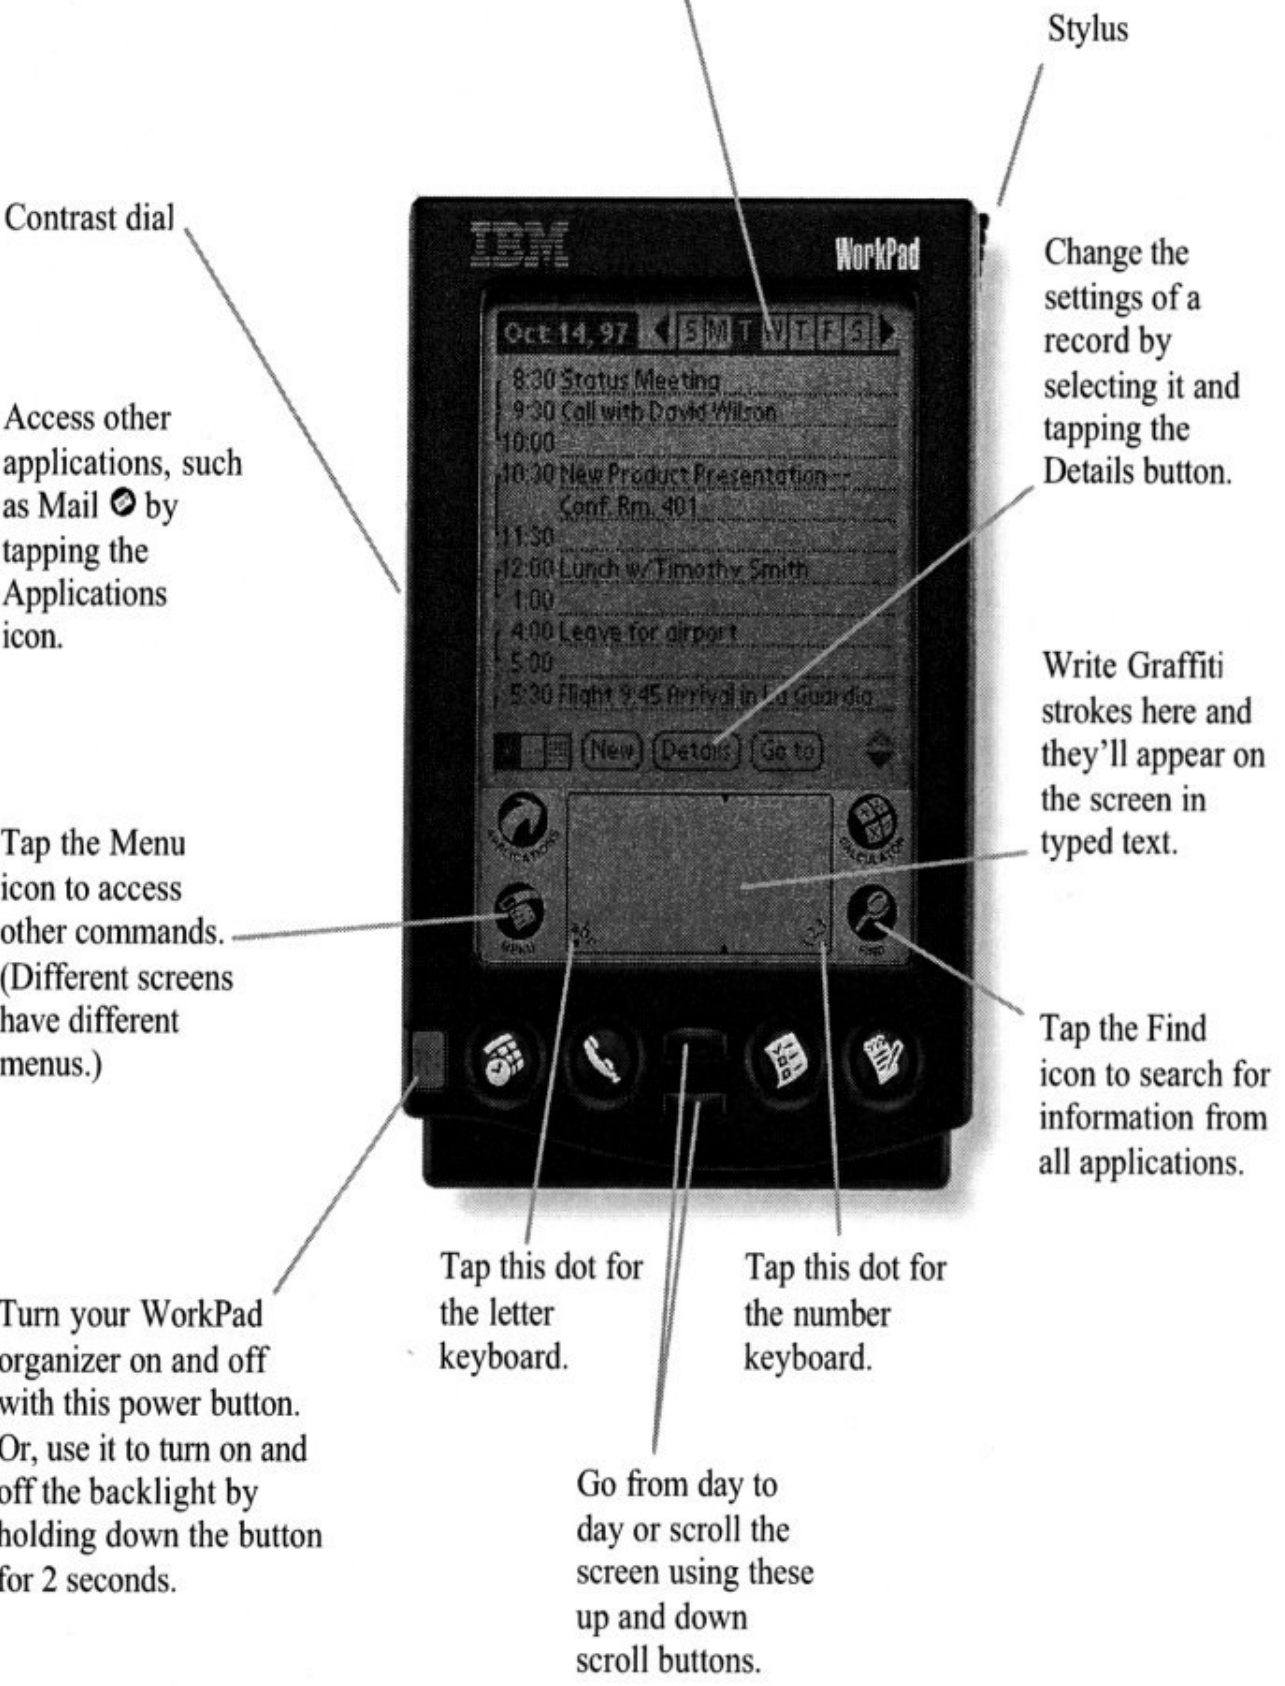 Stylus
Contrast dial
IBM
WorkPad
Change the
settings of a
record by
selecting it and
tapping the
Details button.
Oct 14, 97 S M T W T F S
8:30 Status Meeting
9:30 Call with David Wilson
10:00
10:30 New Product Presentation --
Conf. Rm. 401
11:30
12:00 Lunch w/Timothy Smith
1:00
4:00 Leave for airport
5:00
5:30 Flight 9:45 Arrival in La Guardia
New Details Go to
Access other
applications, such
as Mail by
tapping the
Applications
icon.
Write Graffiti
strokes here and
they'll appear on
the screen in
typed text.
APPLICATIONS
CALCULATOR
MENU
abc
123
FIND
Tap the Menu
icon to access
other commands.
(Different screens
have different
menus.)
Tap the Find
icon to search for
information from
all applications.
Turn your WorkPad
organizer on and off
with this power button.
Or, use it to turn on and
off the backlight by
holding down the button
for 2 seconds.
Tap this dot for
the letter
keyboard.
Tap this dot for
the number
keyboard.
Go from day to
day or scroll the
screen using these
up and down
scroll buttons.